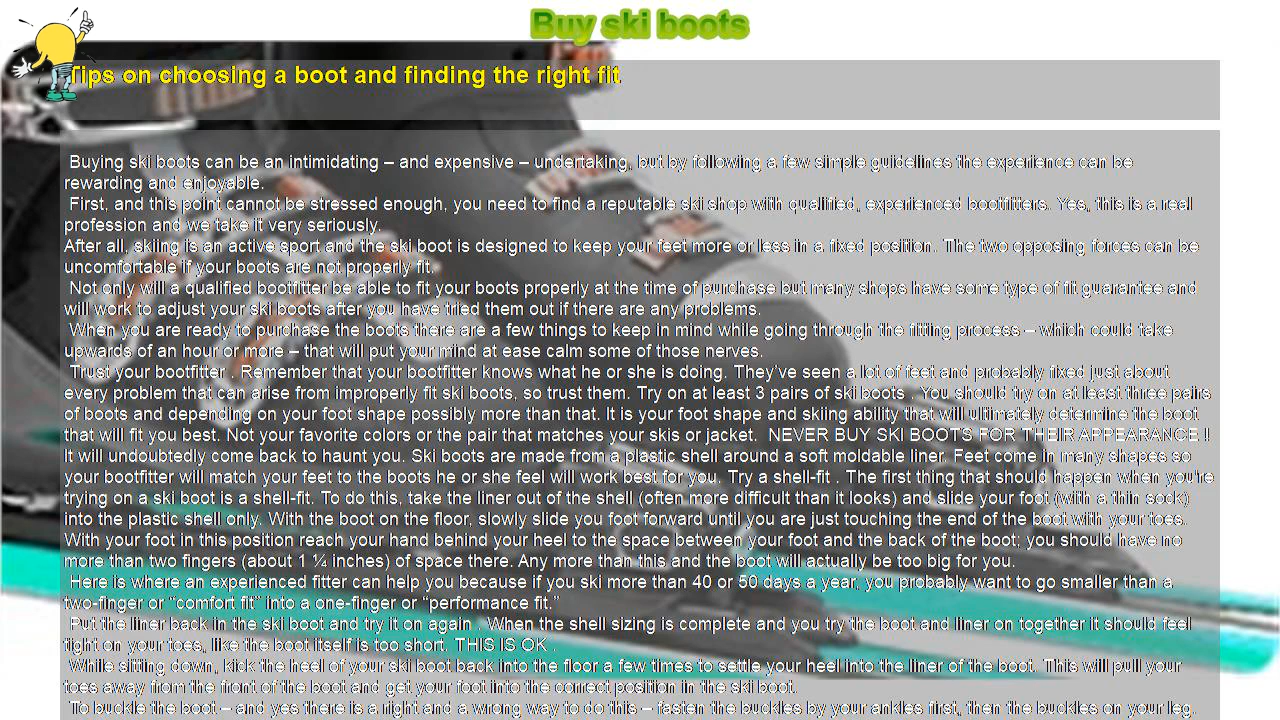 Buy ski boots
Tips on choosing a boot and finding the right fit
Buying ski boots can be an intimidating – and expensive – undertaking, but by following a few simple guidelines the experience can be
rewarding and enjoyable.
First, and this point cannot be stressed enough, you need to find a reputable ski shop with qualified, experienced bootfitters. Yes, this is a real
profession and we take it very seriously.
After all, skiing is an active sport and the ski boot is designed to keep your feet more or less in a fixed position. The two opposing forces can be
uncomfortable if your boots are not properly fit.
Not only will a qualified bootfitter be able to fit your boots properly at the time of purchase but many shops have some type of fit guarantee and
will work to adjust your ski boots after you have tried them out if there are any problems.
When you are ready to purchase the boots there are a few things to keep in mind while going through the fitting process – which could take
upwards of an hour or more – that will put your mind at ease calm some of those nerves.
Trust your bootfitter . Remember that your bootfitter knows what he or she is doing. They’ve seen a lot of feet and probably fixed just about
every problem that can arise from improperly fit ski boots, so trust them. Try on at least 3 pairs of ski boots . You should try on at least three pairs
of boots and depending on your foot shape possibly more than that. It is your foot shape and skiing ability that will ultimately determine the boot
that will fit you best. Not your favorite colors or the pair that matches your skis or jacket. NEVER BUY SKI BOOTS FOR THEIR APPEARANCE !
It will undoubtedly come back to haunt you. Ski boots are made from a plastic shell around a soft moldable liner. Feet come in many shapes so
your bootfitter will match your feet to the boots he or she feel will work best for you. Try a shell-fit . The first thing that should happen when you’re
trying on a ski boot is a shell-fit. To do this, take the liner out of the shell (often more difficult than it looks) and slide your foot (with a thin sock)
into the plastic shell only. With the boot on the floor, slowly slide you foot forward until you are just touching the end of the boot with your toes.
With your foot in this position reach your hand behind your heel to the space between your foot and the back of the boot; you should have no
more than two fingers (about 1 ¼ inches) of space there. Any more than this and the boot will actually be too big for you.
Here is where an experienced fitter can help you because if you ski more than 40 or 50 days a year, you probably want to go smaller than a
two-finger or “comfort fit” into a one-finger or “performance fit.”
Put the liner back in the ski boot and try it on again . When the shell sizing is complete and you try the boot and liner on together it should feel
tight on your toes, like the boot itself is too short. THIS IS OK .
While sitting down, kick the heel of your ski boot back into the floor a few times to settle your heel into the liner of the boot. This will pull your
toes away from the front of the boot and get your foot into the correct position in the ski boot.
To buckle the boot – and yes there is a right and a wrong way to do this – fasten the buckles by your ankles first, then the buckles on your leg.